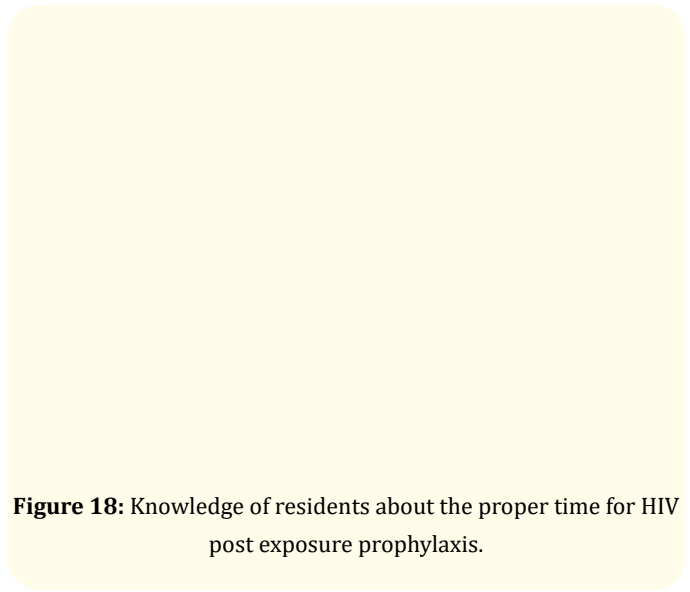 Figure 18: Knowledge of residents about the proper time for HIV
post exposure prophylaxis.